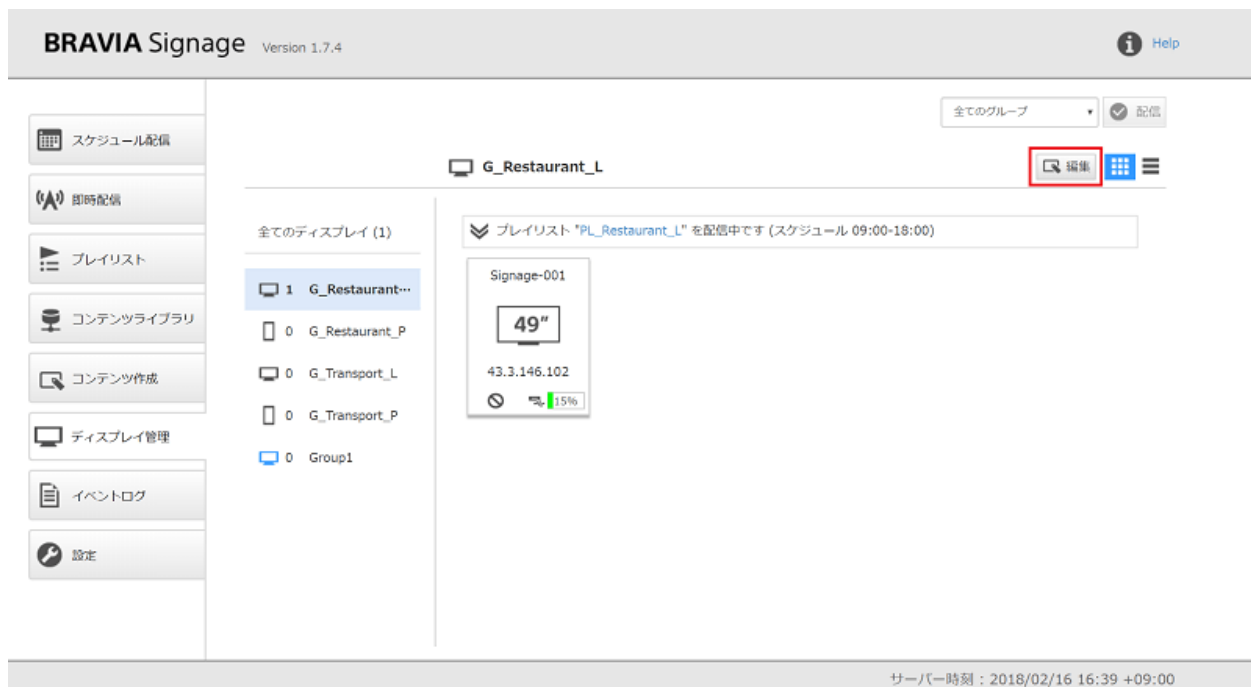 BRAVIA Signage Version 1.7.4
Help
全てのグループ
配信
スケジュール配信
即時配信
プレイリスト
コンテンツライブラリ
コンテンツ作成
ディスプレイ管理
イベントログ
設定
G_Restaurant_L
編集
全てのディスプレイ (1)
1 G_Restaurant…
0 G_Restaurant_P
0 G_Transport_L
0 G_Transport_P
0 Group1
プレイリスト "PL_Restaurant_L" を配信中です (スケジュール 09:00-18:00)
Signage-001
49"
43.3.146.102
15%
サーバー時刻 : 2018/02/16 16:39 +09:00